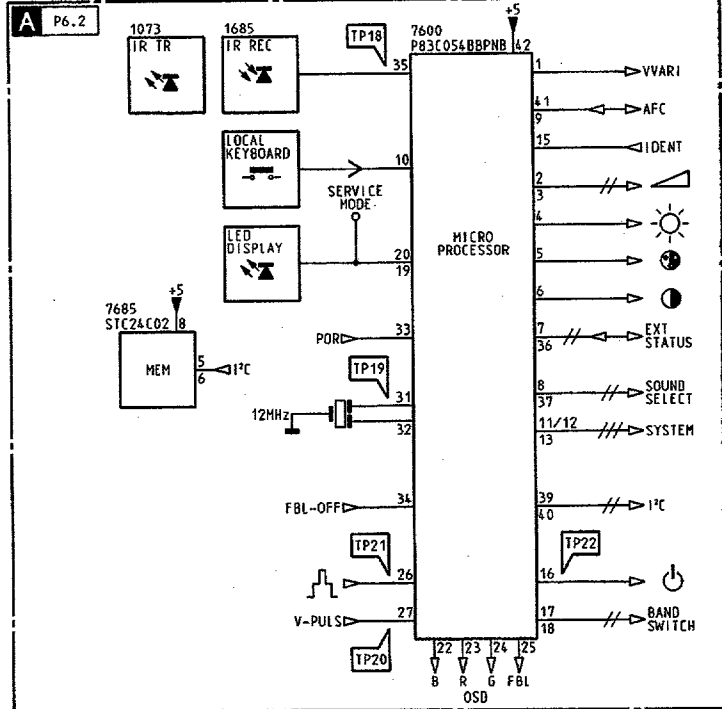 A P6.2
1073
IR TR
1685
IR REC
TP18
35
7600
P83C054BBPNB
+5
42
1
VVARI
41
9
AFC
15
IDENT
LOCAL
KEYBOARD
10
SERVICE
MODE
2
3
4
LED
DISPLAY
20
19
MICRO
PROCESSOR
5
6
+5
7685
STC24C02
8
MEM
5
6
I²C
POR
33
7
36
EXT
STATUS
TP19
12MHz
31
32
8
37
SOUND
SELECT
11/12
13
SYSTEM
FBL-OFF
34
39
40
I²C
TP21
26
TP22
16
V-PULS
27
TP20
17
18
BAND
SWITCH
22
23
24
25
B
R
G
FBL
OSD